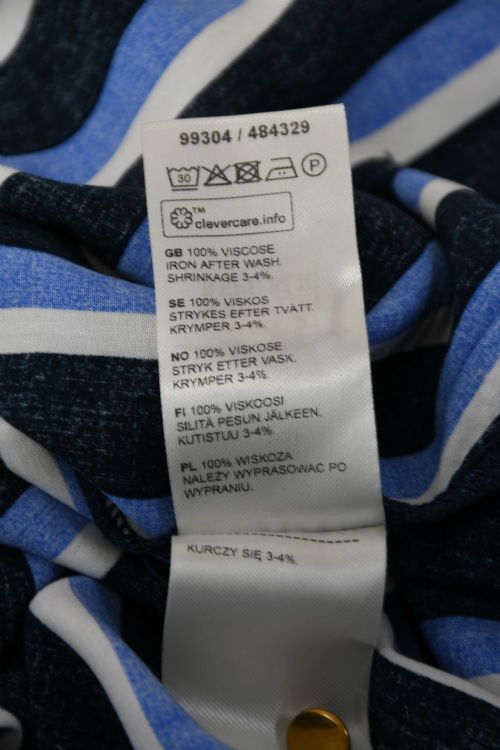 99304 / 484329
30 P
™
clevercare.info
GB 100% VISCOSE
IRON AFTER WASH.
SHRINKAGE 3-4%.
SE 100% VISKOS
STRYKES EFTER TVÄTT.
KRYMPER 3-4%.
NO 100% VISKOSE
STRYK ETTER VASK.
KRYMPER 3-4%.
FI 100% VISKOOSI
SILITÄ PESUN JÄLKEEN.
KUTISTUU 3-4%.
PL 100% WISKOZA
NALEŻY WYPRASOWAĆ PO
WYPRANIU.
KURCZY SIĘ 3-4%.